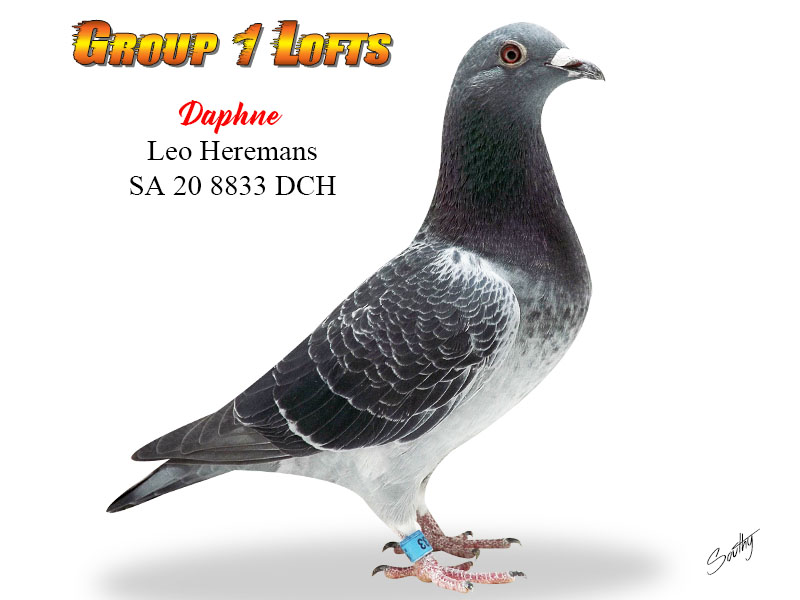 Group 1 Lofts
Daphne
Leo Heremans
SA 20 8833 DCH
Southy